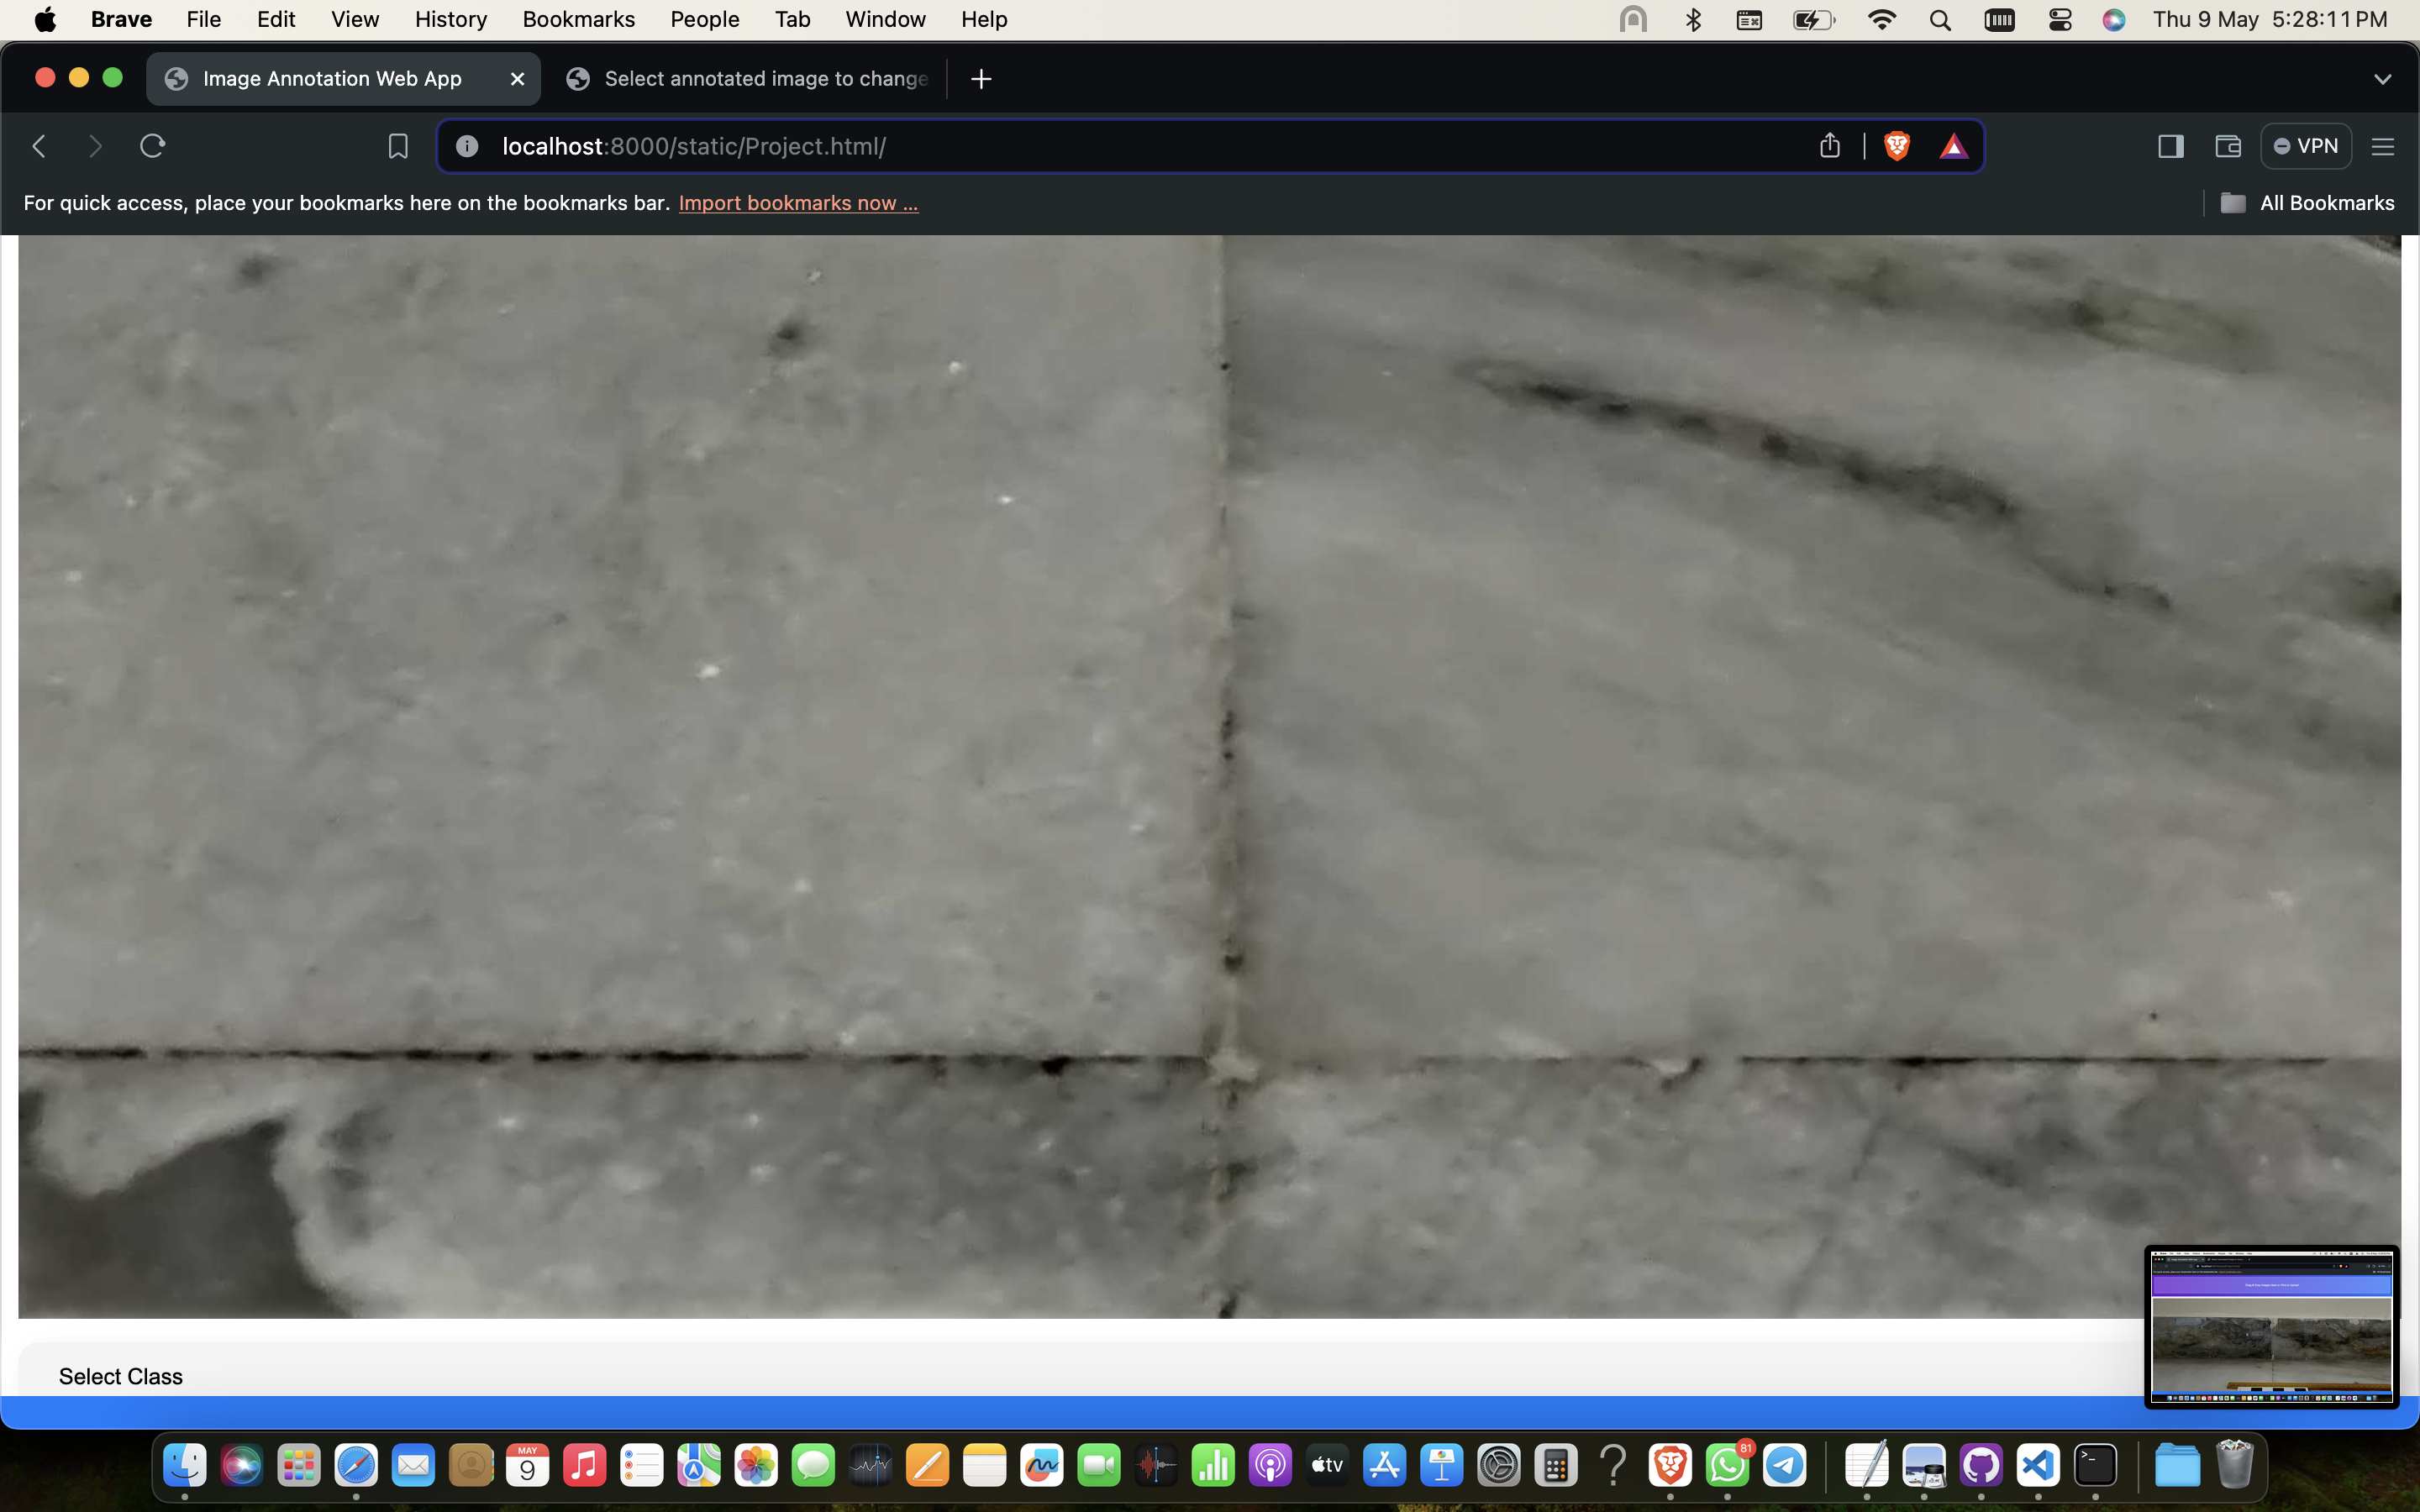 Brave File Edit View History Bookmarks People Tab Window Help Thu 9 May 5:28:11 PM
Image Annotation Web App Select annotated image to change
localhost:8000/static/Project.html/ VPN
For quick access, place your bookmarks here on the bookmarks bar. Import bookmarks now ... All Bookmarks
Select Class
MAY
9
tv
81